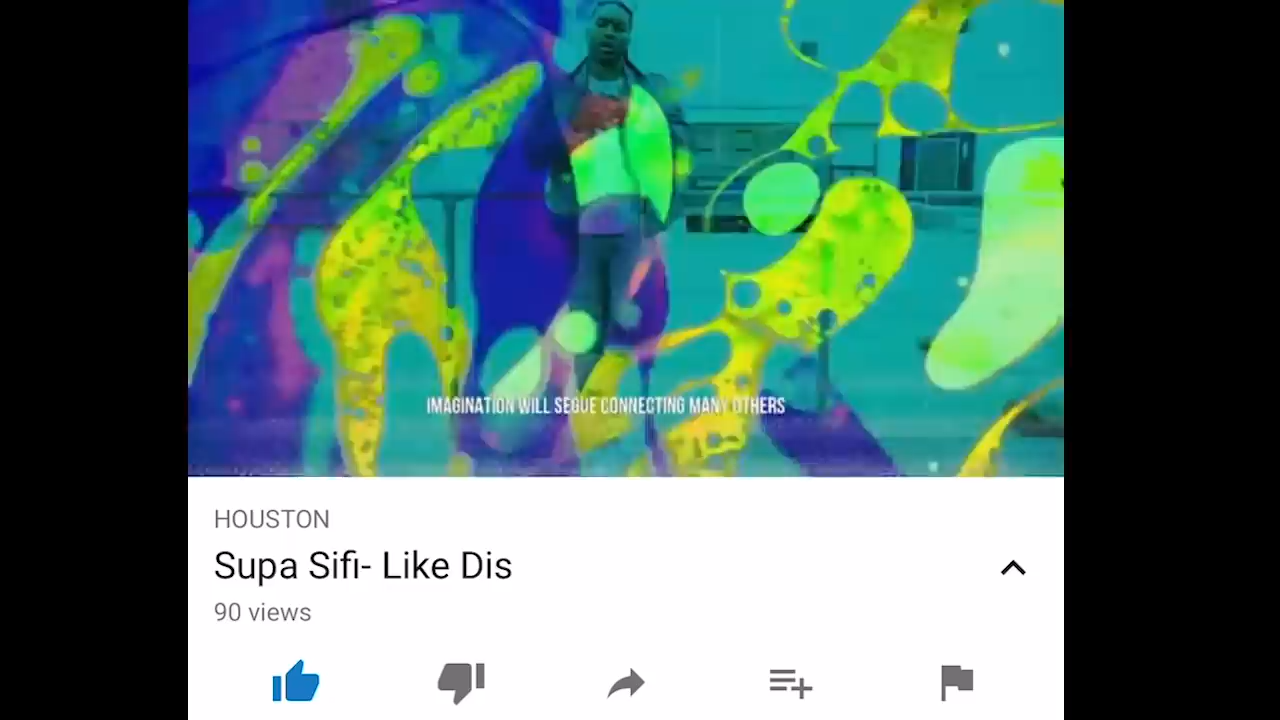 IMAGINATION WILL SEGUE CONNECTING MANY OTHERS
HOUSTON
Supa Sifi- Like Dis
90 views